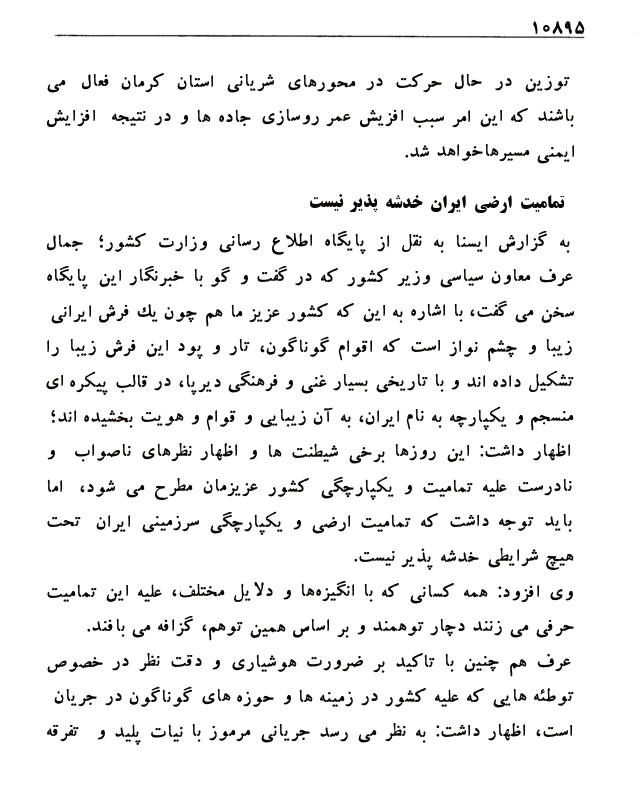 ۱۰۸۹۵
توزین در حال حرکت در محورهای شریانی استان کرمان فعال می
باشند که این امر سبب افزیش عمر روسازی جاده ها و در نتیجه افزایش
ایمنی مسیرهاخواهد شد.
تمامیت ارضی ایران خدشه پذیر نیست
به گزارش ایسنا به نقل از پایگاه اطلاع رسانی وزارت کشور؛ جمال
عرف معاون سیاسی وزیر کشور که در گفت و گو با خبرنگار این پایگاه
سخن می گفت، با اشاره به این که کشور عزیز ما هم چون یك فرش ایرانی
زیبا و چشم نواز است که اقوام گوناگون، تار و پود این فرش زیبا را
تشکیل داده اند و با تاریخی بسیار غنی و فرهنگی دیرپا، در قالب پیکره ای
منسجم و یکپارچه به نام ایران، به آن زیبایی و قوام و هویت بخشیده اند؛
اظهار داشت: این روزها برخی شیطنت ها و اظهار نظرهای ناصواب و
نادرست علیه تمامیت و یکپارچگی کشور عزیزمان مطرح می شود، اما
باید توجه داشت که تمامیت ارضی و یکپارچگی سرزمینی ایران تحت
هیچ شرایطی خدشه پذیر نیست.
وی افزود: همه کسانی که با انگیزه‌ها و دلایل مختلف، علیه این تمامیت
حرفی می زنند دچار توهمند و بر اساس همین توهم، گزافه می بافند.
عرف هم چنین با تاکید بر ضرورت هوشیاری و دقت نظر در خصوص
توطئه هایی که علیه کشور در زمینه ها و حوزه های گوناگون در جریان
است، اظهار داشت: به نظر می رسد جریانی مرموز با نیات پلید و تفرقه